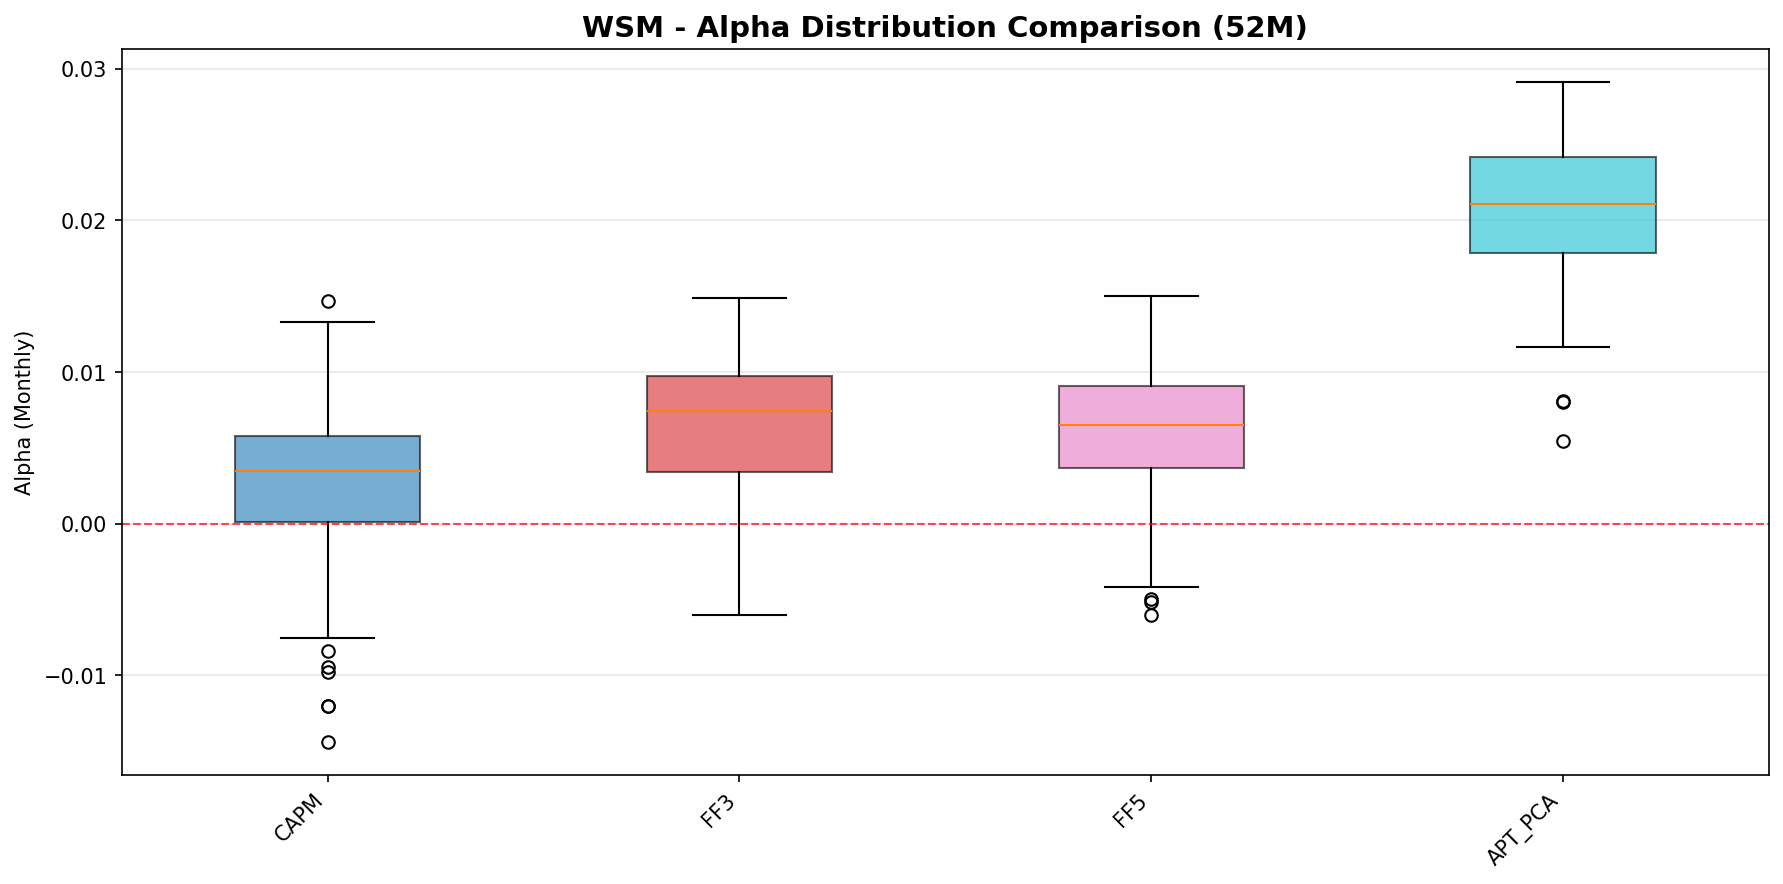 WSM - Alpha Distribution Comparison (52M)
Alpha (Monthly)
0.03
0.02
0.01
0.00
−0.01
CAPM
FF3
FF5
APT_PCA